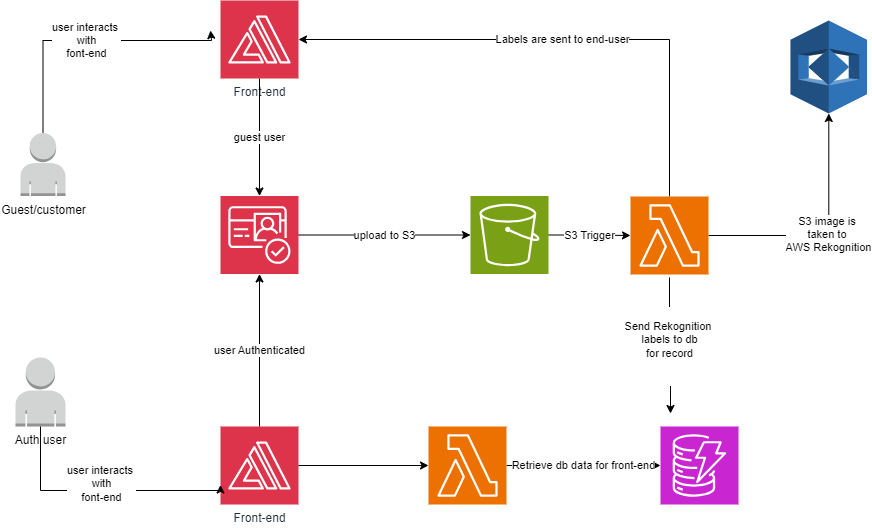 user interacts
with
font-end
Labels are sent to end-user
Front-end
guest user
Guest/customer
upload to S3
S3 Trigger
S3 image is
taken to
AWS Rekognition
Send Rekognition
labels to db
for record
user Authenticated
Auth user
user interacts
with
font-end
Retrieve db data for front-end
Front-end